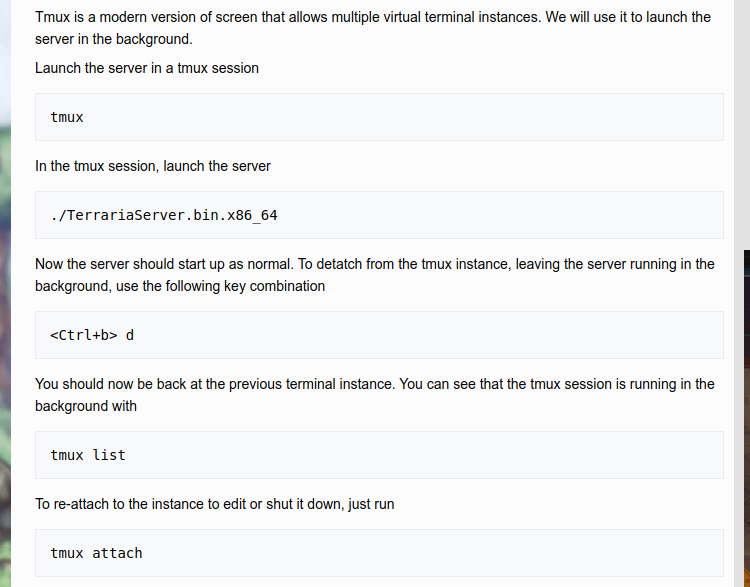 Tmux is a modern version of screen that allows multiple virtual terminal instances. We will use it to launch the
server in the background.
Launch the server in a tmux session
tmux
In the tmux session, launch the server
./TerrariaServer.bin.x86_64
Now the server should start up as normal. To detatch from the tmux instance, leaving the server running in the
background, use the following key combination
<Ctrl+b> d
You should now be back at the previous terminal instance. You can see that the tmux session is running in the
background with
tmux list
To re-attach to the instance to edit or shut it down, just run
tmux attach